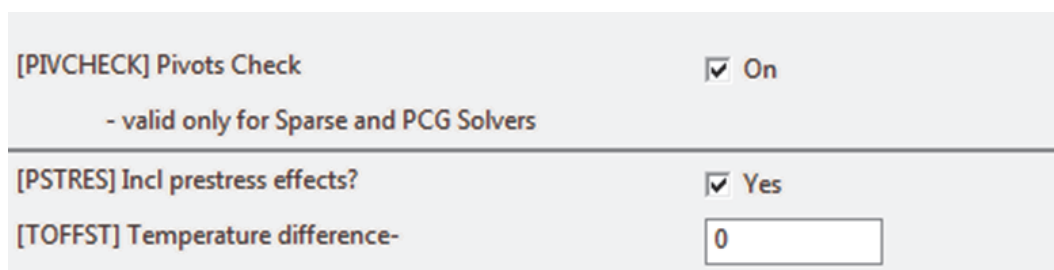 [PIVCHECK] Pivots Check
On
- valid only for Sparse and PCG Solvers
[PSTRES] Incl prestress effects?
Yes
[TOFFST] Temperature difference-
0